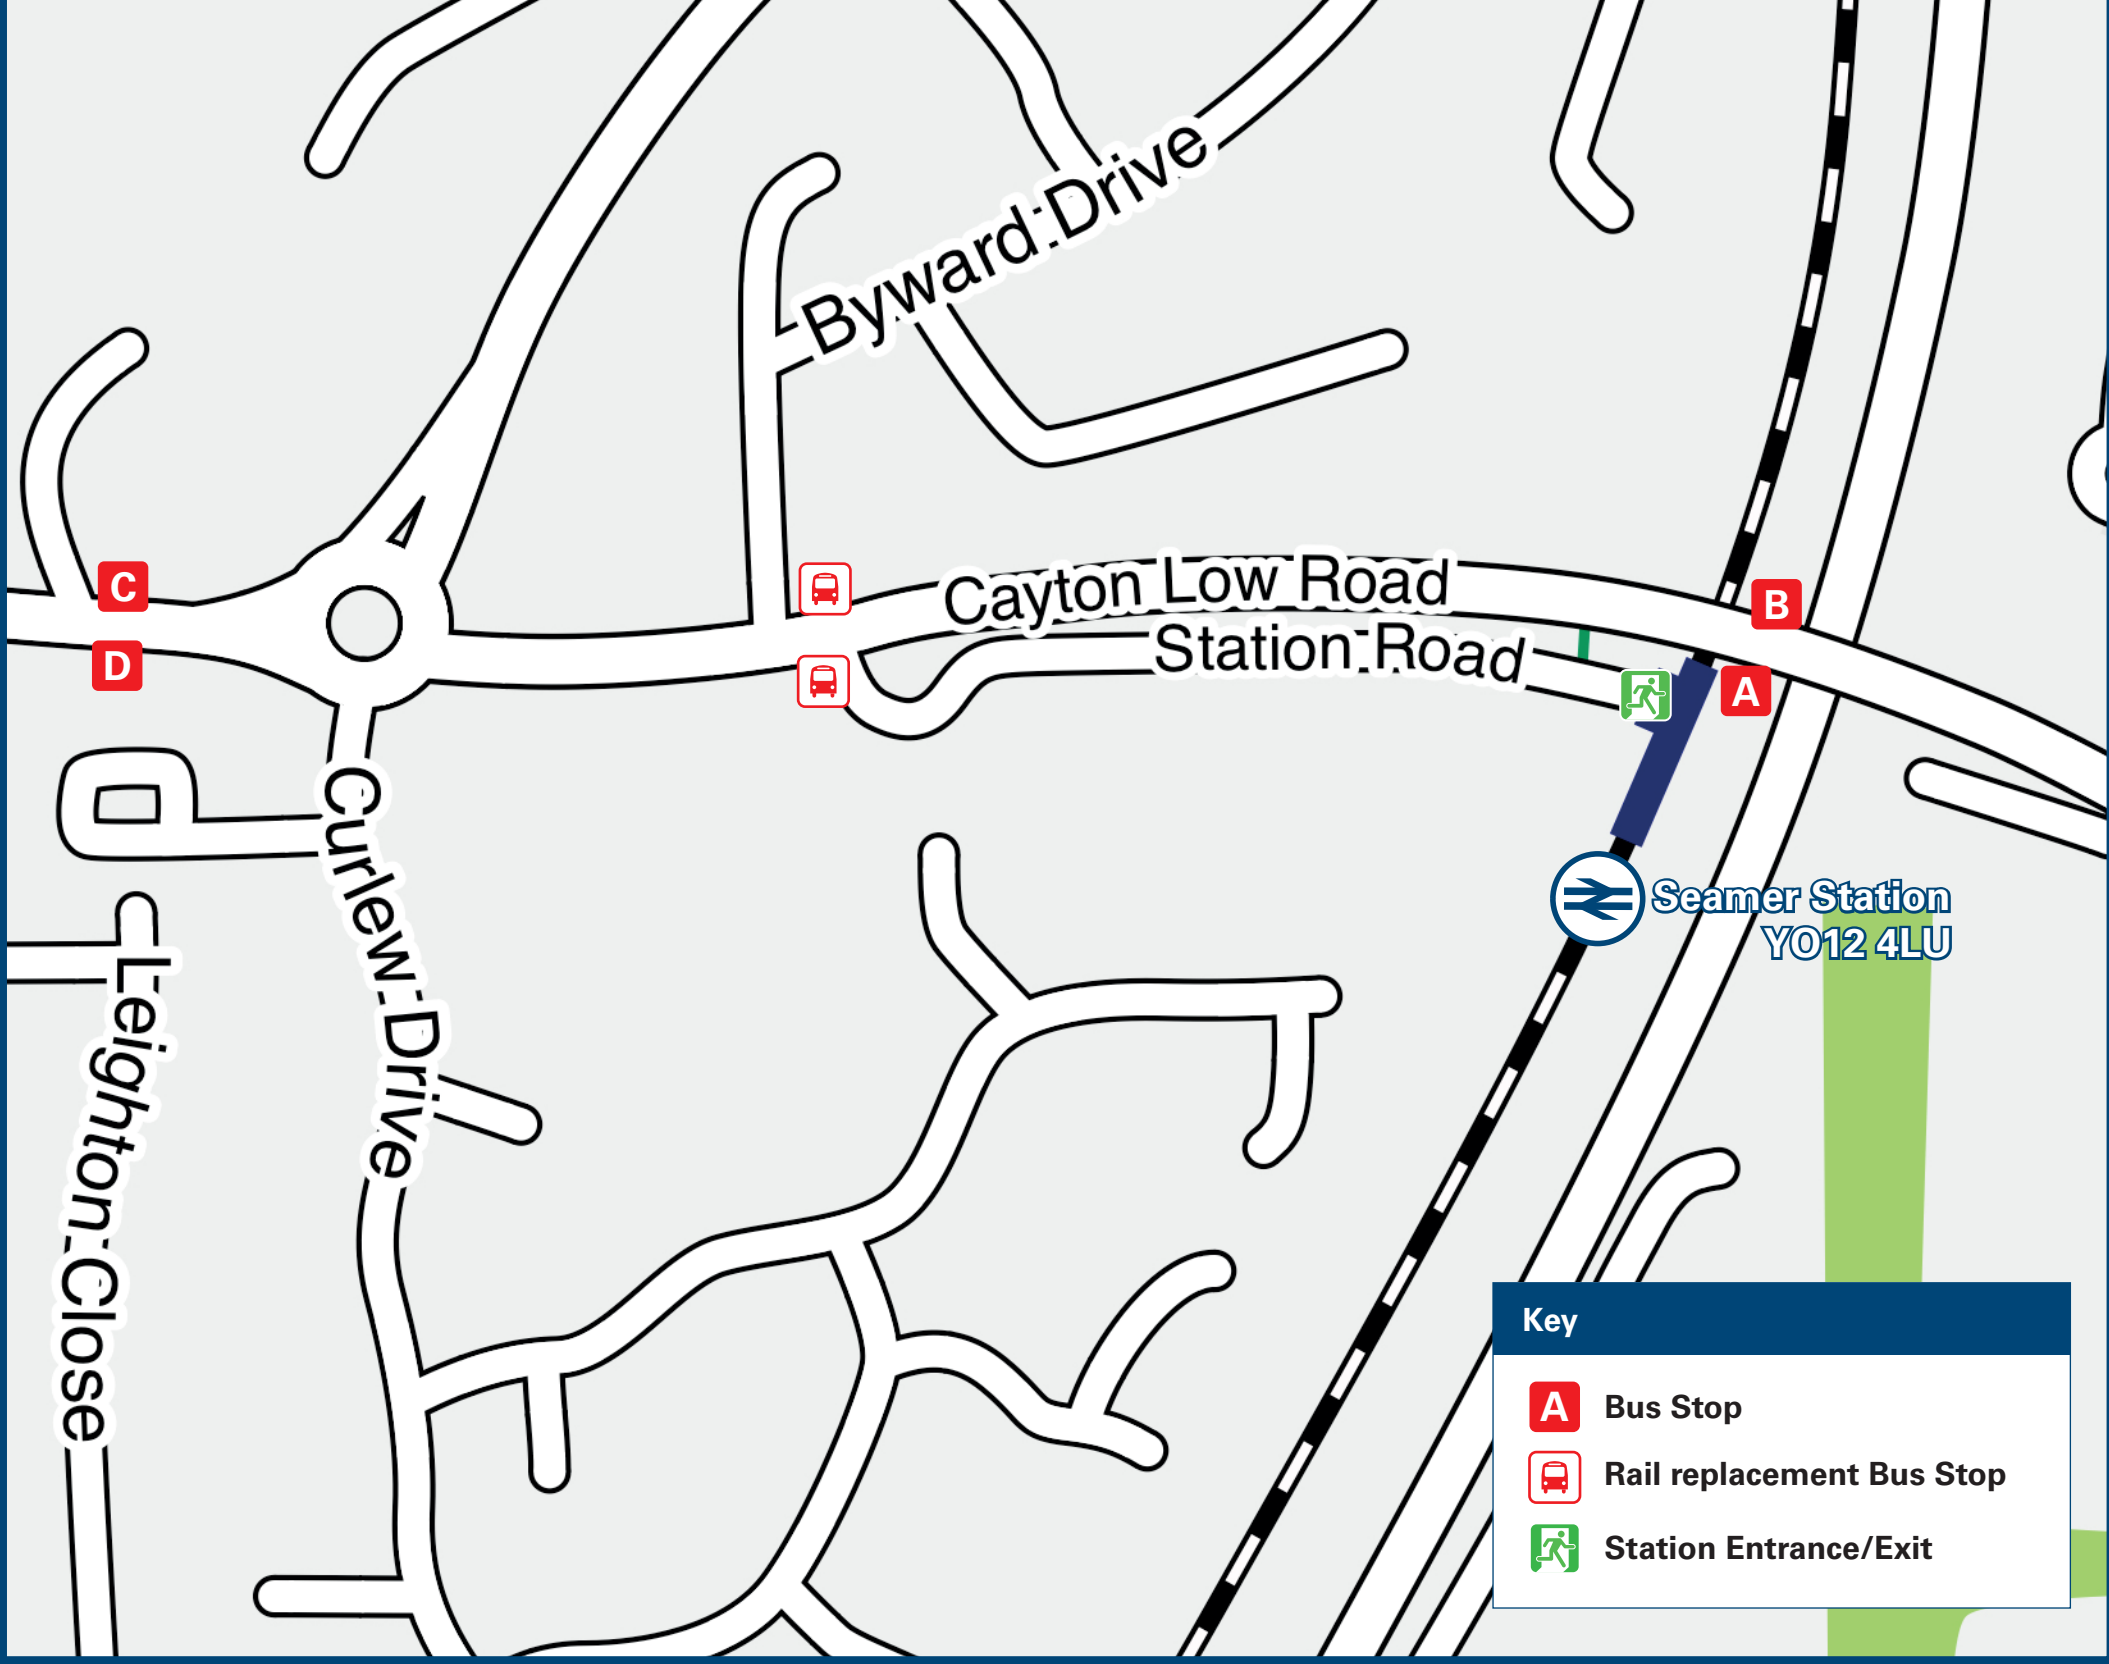 Byward Drive
C
B
Cayton Low Road
Station Road
D
A
Curlew Drive
Seamer Station
YO12 4LU
Leighton Close
Key
A Bus Stop
Rail replacement Bus Stop
Station Entrance/Exit